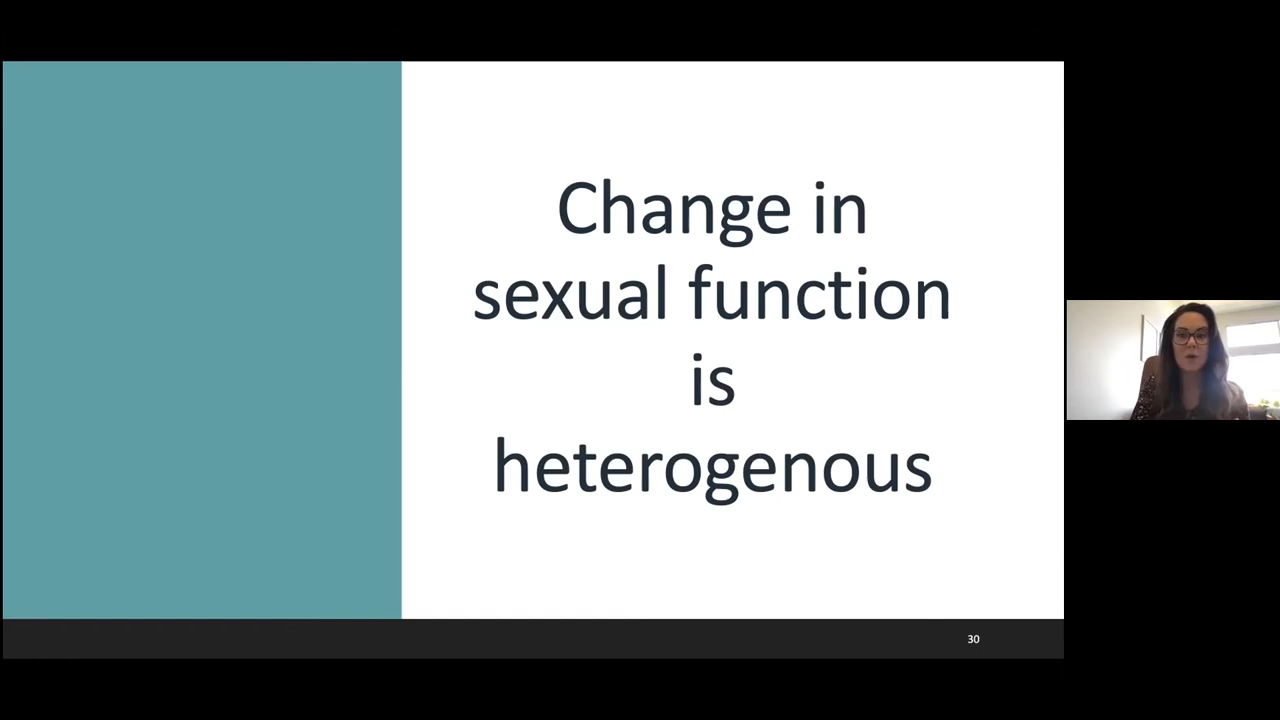 Change in
sexual function
is
heterogenous
30